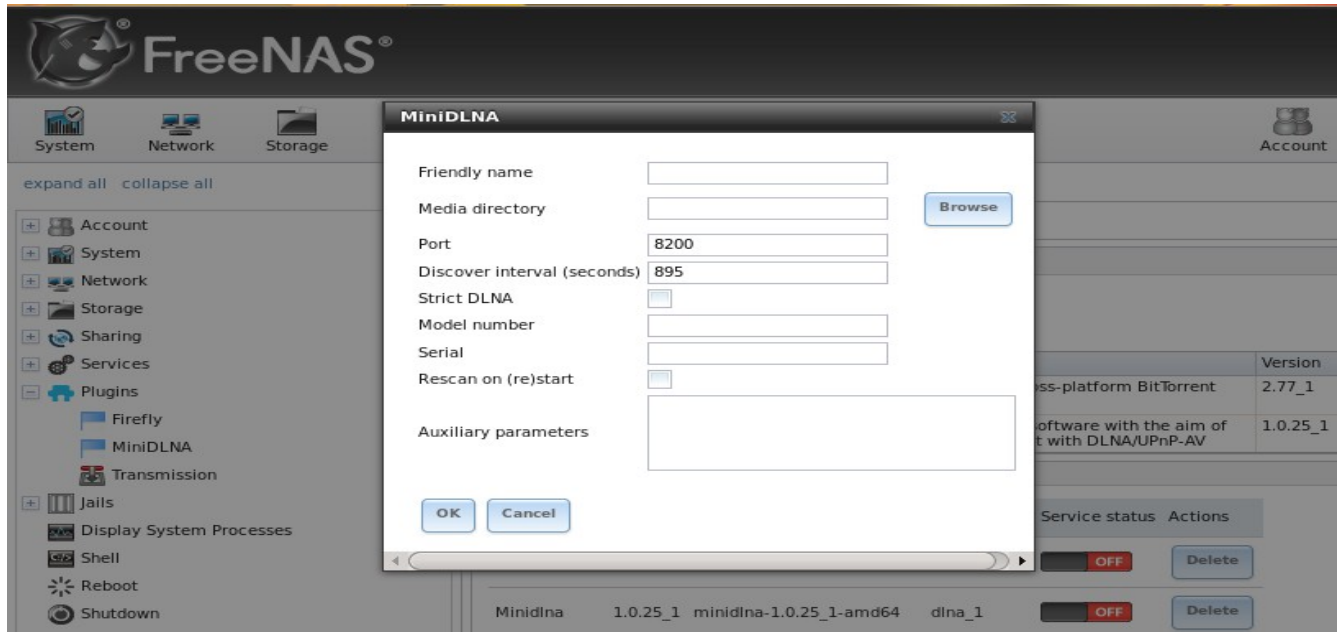 FreeNAS®
System Network Storage
Account
expand all collapse all
Account
System
Network
Storage
Sharing
Services
Plugins
Firefly
MiniDLNA
Transmission
Jails
Display System Processes
Shell
Reboot
Shutdown
MiniDLNA
Friendly name
Media directory
Browse
Port 8200
Discover interval (seconds) 895
Strict DLNA
Model number
Serial
Rescan on (re)start
Auxiliary parameters
OK Cancel
Version
ss-platform BitTorrent 2.77_1
oftware with the aim of 1.0.25_1
t with DLNA/UPnP-AV
Service status Actions
OFF Delete
Minidlna 1.0.25_1 minidlna-1.0.25_1-amd64 dlna_1 OFF Delete